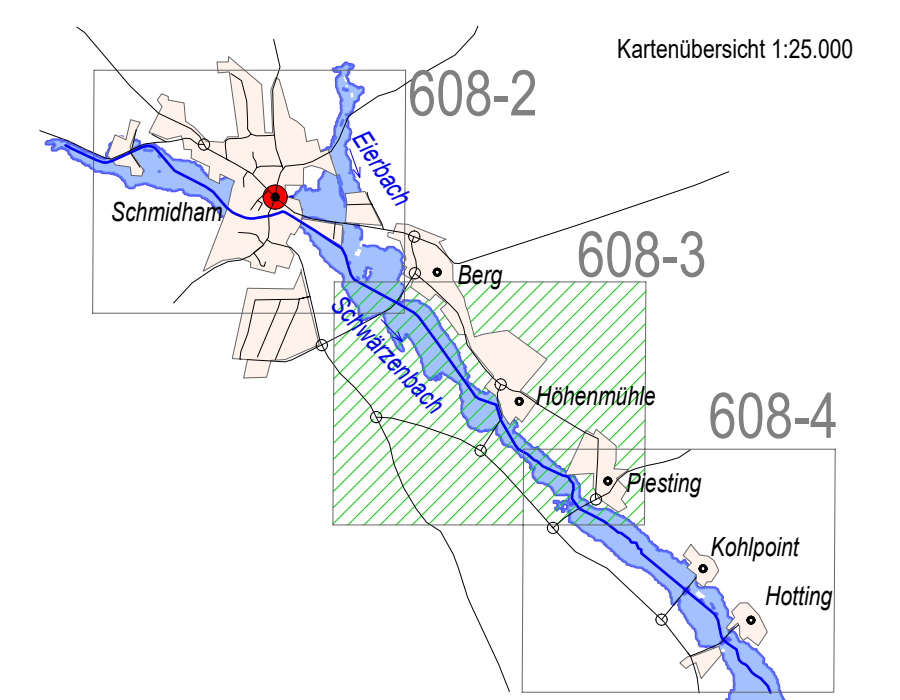 Kartenübersicht 1:25.000
608-2
Eierbach
Schmidham
608-3
Berg
Schwärzenbach
Höhenmühle
608-4
Piesting
Kohlpoint
Hotting